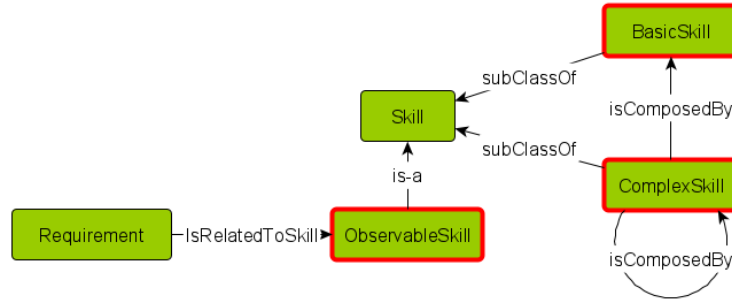 BasicSkill
subClassOf
isComposedBy
Skill
subClassOf
is-a
ComplexSkill
Requirement
IsRelatedToSkill
ObservableSkill
isComposedBy